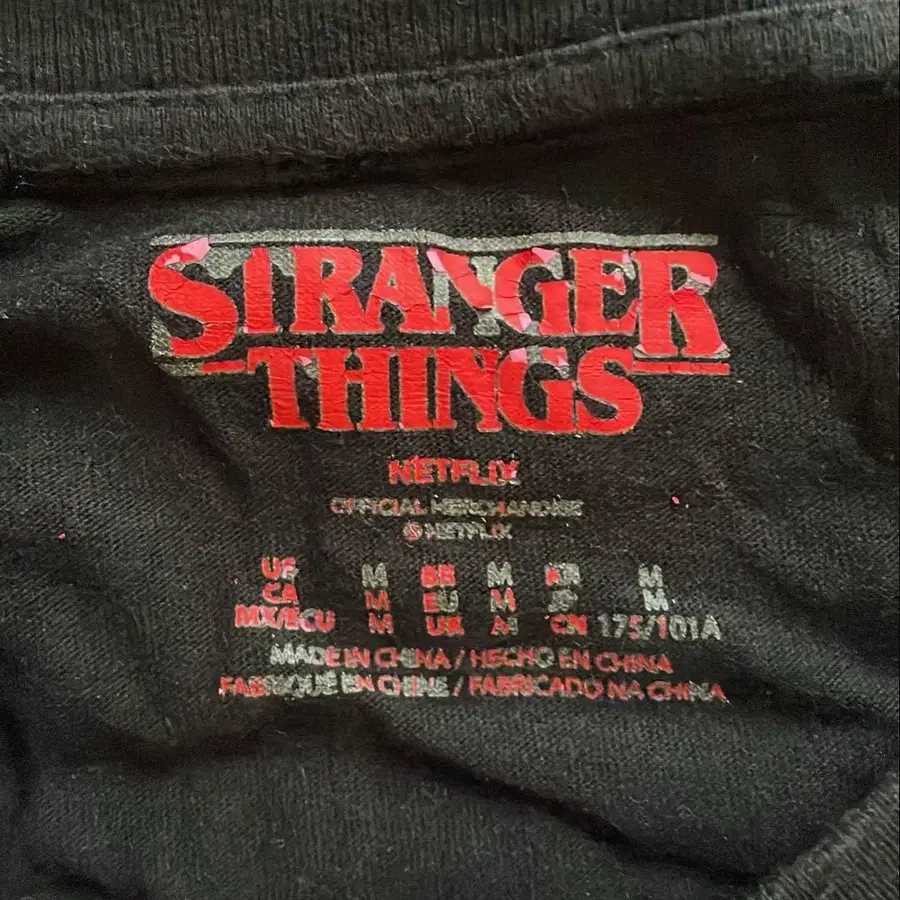 STRANGER
THINGS
NETFLIX
OFFICIAL MERCHANDISE
© NETFLIX
US M BR M KR M
CA M EU M JP M
MX/ECU M UK M CN 175/101A
MADE IN CHINA / HECHO EN CHINA
FABRIQUÉ EN CHINE / FABRICADO NA CHINA